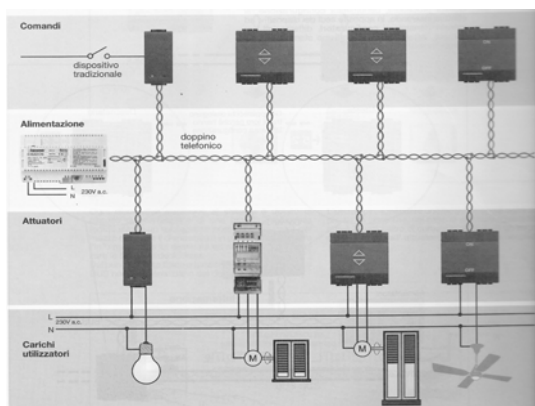 Comandi
dispositivo
tradizionale
Alimentazione
doppino
telefonico
L
N
230V a.c.
Attuatori
L
230V a.c.
N
Carichi
utilizzatori
M
M